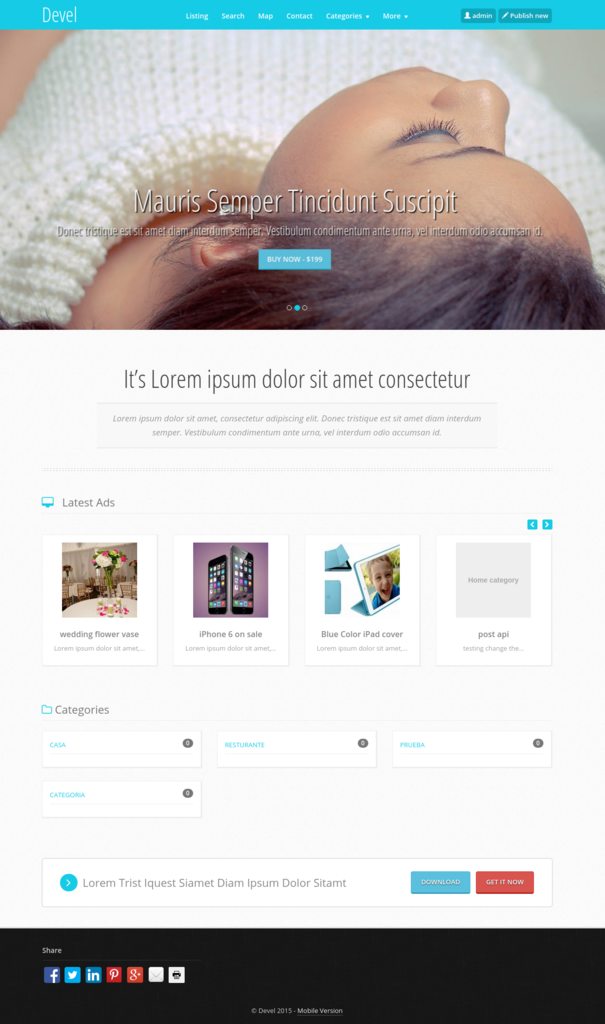 Devel
Listing Search Map Contact Categories More
admin Publish new
Mauris Semper Tincidunt Suscipit
Donec tristique est sit amet diam interdum semper. Vestibulum condimentum ante urna, vel interdum odio accumsan id.
BUY NOW - $199
It's Lorem ipsum dolor sit amet consectetur
Lorem ipsum dolor sit amet, consectetur adipiscing elit. Donec tristique est sit amet diam interdum
semper. Vestibulum condimentum ante urna, vel interdum odio accumsan id.
Latest Ads
Home category
wedding flower vase
Lorem ipsum dolor sit amet,...
iPhone 6 on sale
Lorem ipsum dolor sit amet,...
Blue Color iPad cover
Lorem ipsum dolor sit amet,...
post api
testing change the...
Categories
CASA 0
RESTURANTE 0
PRUEBA 0
CATEGORIA 0
Lorem Trist Iquest Siamet Diam Ipsum Dolor Sitamt
DOWNLOAD
GET IT NOW
Share
© Devel 2015 - Mobile Version